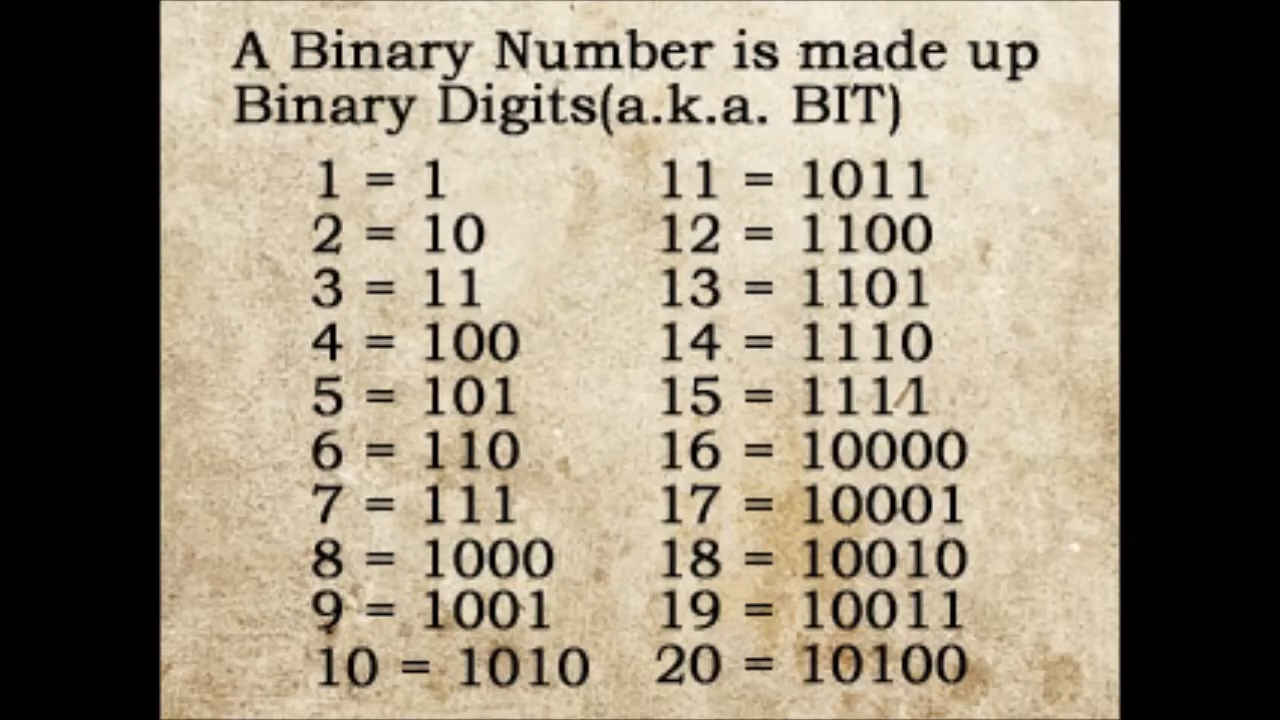 A Binary Number is made up
Binary Digits(a.k.a. BIT)
1 = 1
2 = 10
3 = 11
4 = 100
5 = 101
6 = 110
7 = 111
8 = 1000
9 = 1001
10 = 1010
11 = 1011
12 = 1100
13 = 1101
14 = 1110
15 = 1111
16 = 10000
17 = 10001
18 = 10010
19 = 10011
20 = 10100